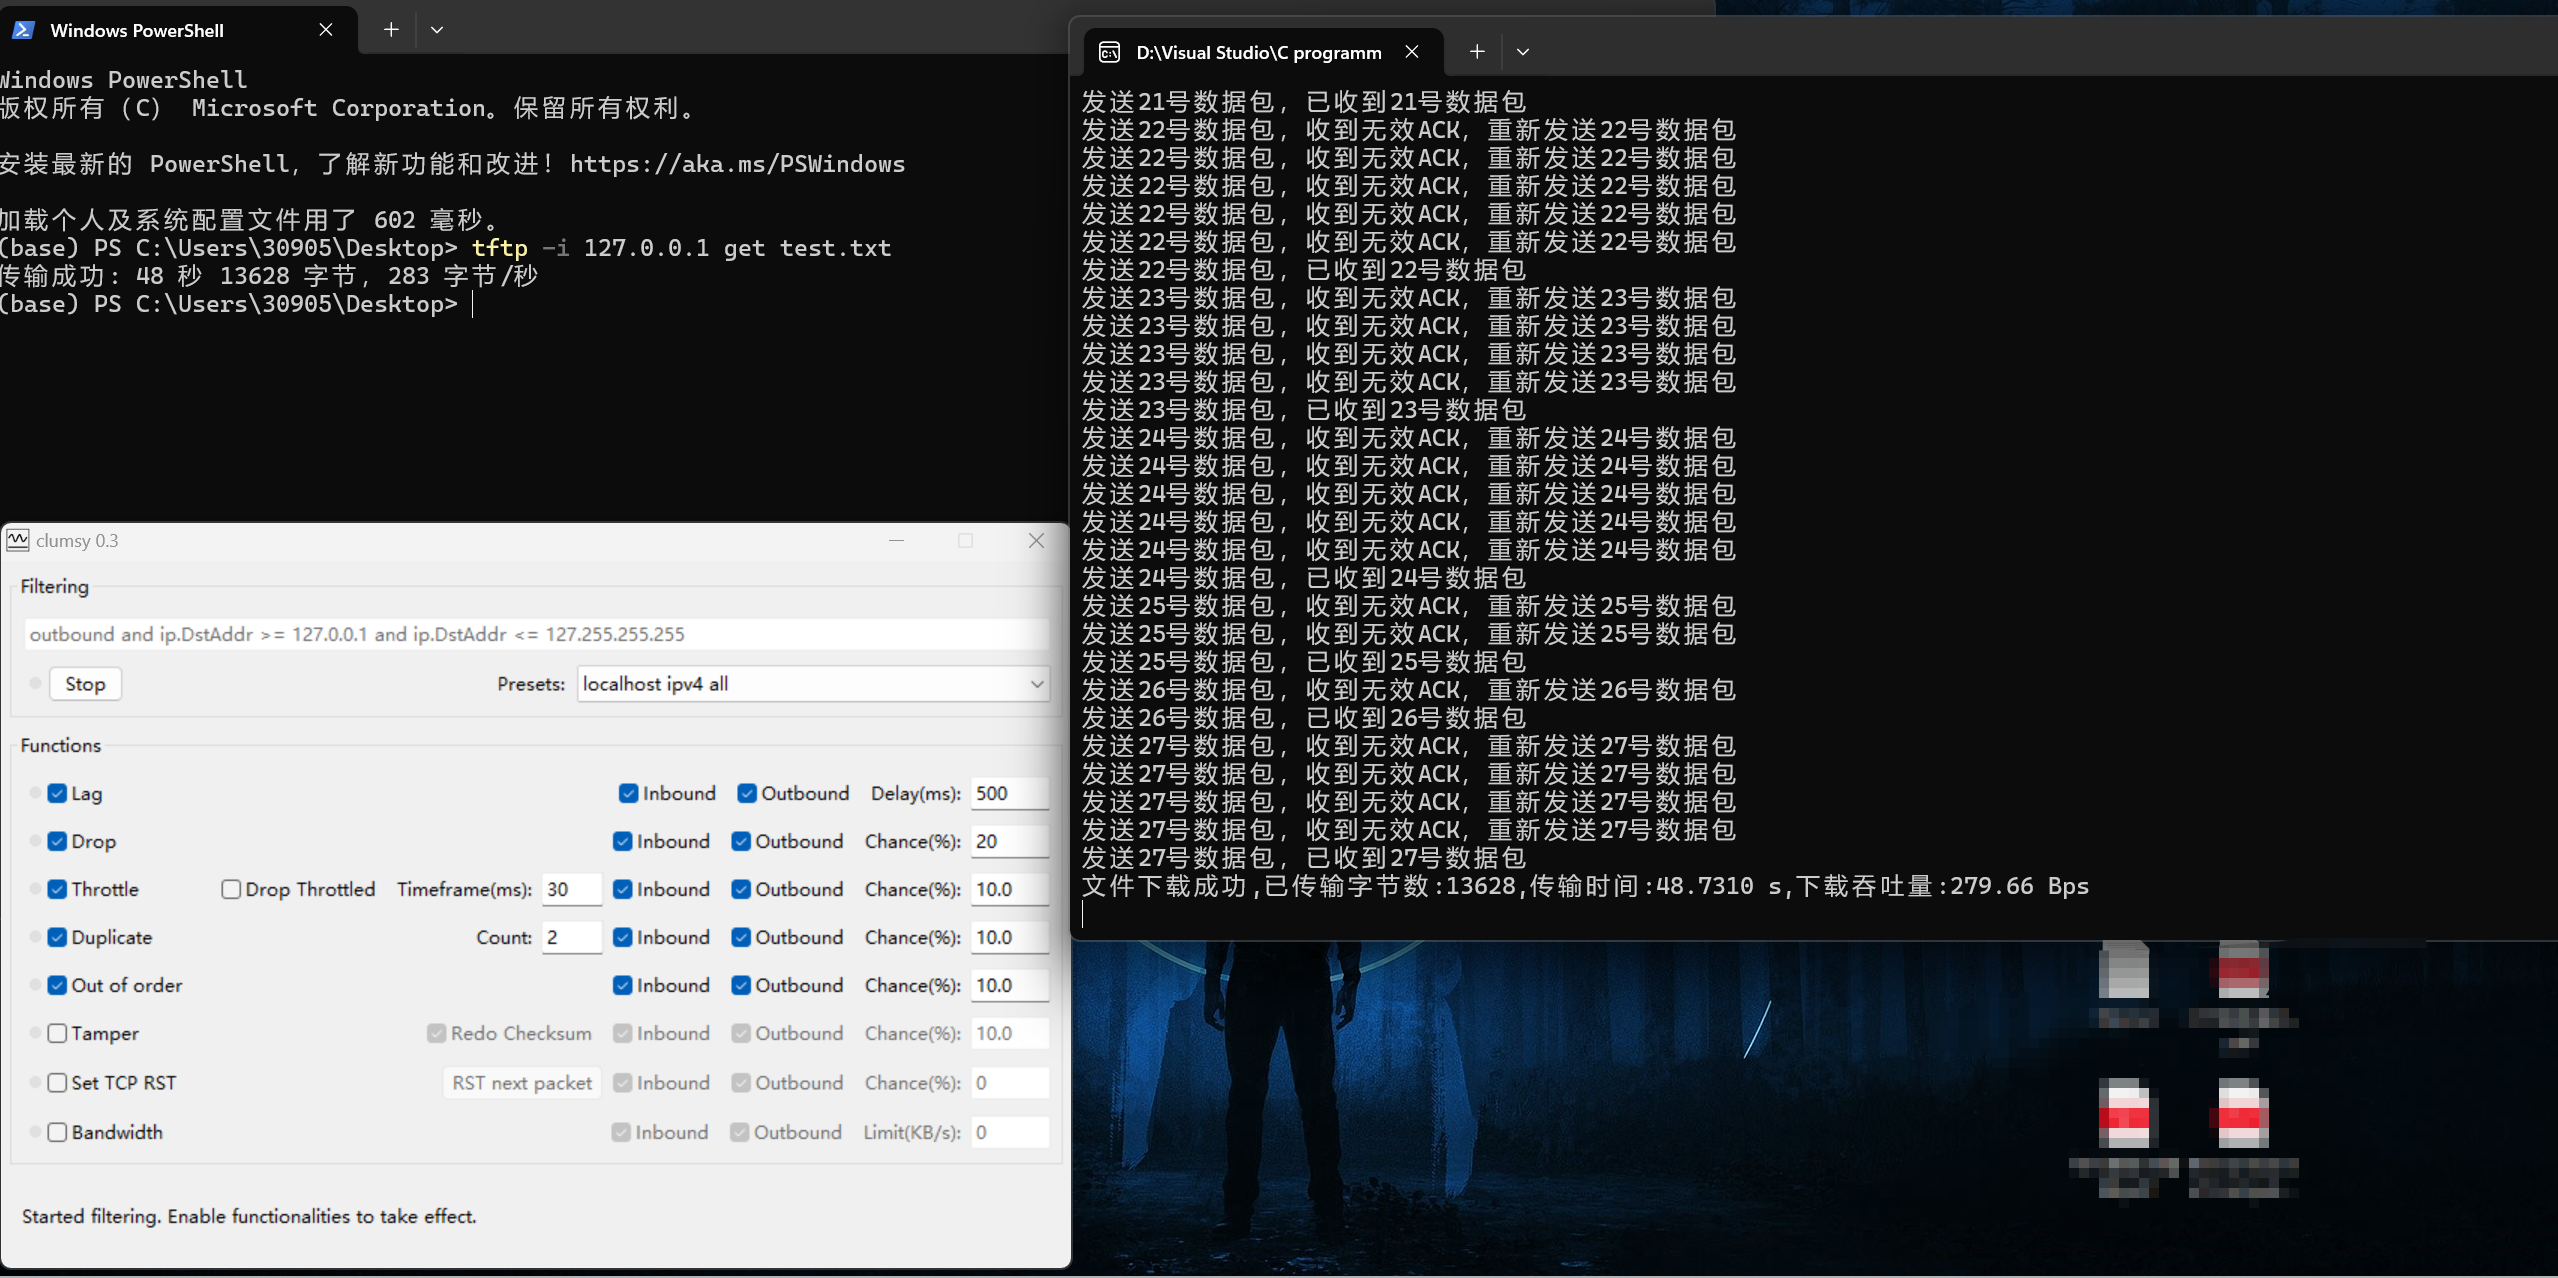 Windows PowerShell
Windows PowerShell
版权所有 (C) Microsoft Corporation。保留所有权利。
安装最新的 PowerShell，了解新功能和改进！https://aka.ms/PSWindows
加载个人及系统配置文件用了 602 毫秒。
(base) PS C:\Users\30905\Desktop> tftp -i 127.0.0.1 get test.txt
传输成功: 48 秒 13628 字节，283 字节/秒
(base) PS C:\Users\30905\Desktop>
D:\Visual Studio\C programm
发送21号数据包，已收到21号数据包
发送22号数据包，收到无效ACK，重新发送22号数据包
发送22号数据包，收到无效ACK，重新发送22号数据包
发送22号数据包，收到无效ACK，重新发送22号数据包
发送22号数据包，收到无效ACK，重新发送22号数据包
发送22号数据包，收到无效ACK，重新发送22号数据包
发送22号数据包，已收到22号数据包
发送23号数据包，收到无效ACK，重新发送23号数据包
发送23号数据包，收到无效ACK，重新发送23号数据包
发送23号数据包，收到无效ACK，重新发送23号数据包
发送23号数据包，收到无效ACK，重新发送23号数据包
发送23号数据包，已收到23号数据包
发送24号数据包，收到无效ACK，重新发送24号数据包
发送24号数据包，收到无效ACK，重新发送24号数据包
发送24号数据包，收到无效ACK，重新发送24号数据包
发送24号数据包，收到无效ACK，重新发送24号数据包
发送24号数据包，收到无效ACK，重新发送24号数据包
发送24号数据包，已收到24号数据包
发送25号数据包，收到无效ACK，重新发送25号数据包
发送25号数据包，收到无效ACK，重新发送25号数据包
发送25号数据包，已收到25号数据包
发送26号数据包，收到无效ACK，重新发送26号数据包
发送26号数据包，已收到26号数据包
发送27号数据包，收到无效ACK，重新发送27号数据包
发送27号数据包，收到无效ACK，重新发送27号数据包
发送27号数据包，收到无效ACK，重新发送27号数据包
发送27号数据包，收到无效ACK，重新发送27号数据包
发送27号数据包，已收到27号数据包
文件下载成功,已传输字节数:13628,传输时间:48.7310 s,下载吞吐量:279.66 Bps
clumsy 0.3
Filtering
outbound and ip.DstAddr >= 127.0.0.1 and ip.DstAddr <= 127.255.255.255
Stop Presets: localhost ipv4 all
Functions
Lag Inbound Outbound Delay(ms): 500
Drop Inbound Outbound Chance(%): 20
Throttle Drop Throttled Timeframe(ms): 30 Inbound Outbound Chance(%): 10.0
Duplicate Count: 2 Inbound Outbound Chance(%): 10.0
Out of order Inbound Outbound Chance(%): 10.0
Tamper Redo Checksum Inbound Outbound Chance(%): 10.0
Set TCP RST RST next packet Inbound Outbound Chance(%): 0
Bandwidth Inbound Outbound Limit(KB/s): 0
Started filtering. Enable functionalities to take effect.